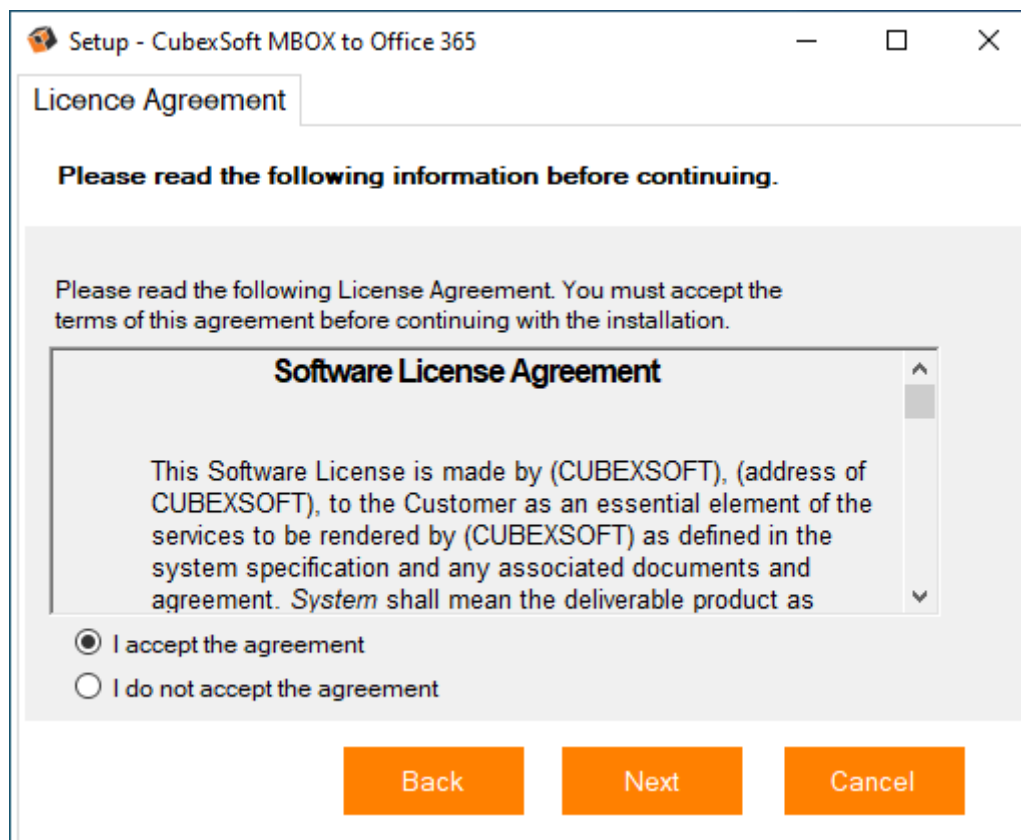 Setup - CubexSoft MBOX to Office 365
Licence Agreement
Please read the following information before continuing.
Please read the following License Agreement. You must accept the
terms of this agreement before continuing with the installation.
Software License Agreement
This Software License is made by (CUBEXSOFT), (address of
CUBEXSOFT), to the Customer as an essential element of the
services to be rendered by (CUBEXSOFT) as defined in the
system specification and any associated documents and
agreement. System shall mean the deliverable product as
I accept the agreement
I do not accept the agreement
Back Next Cancel